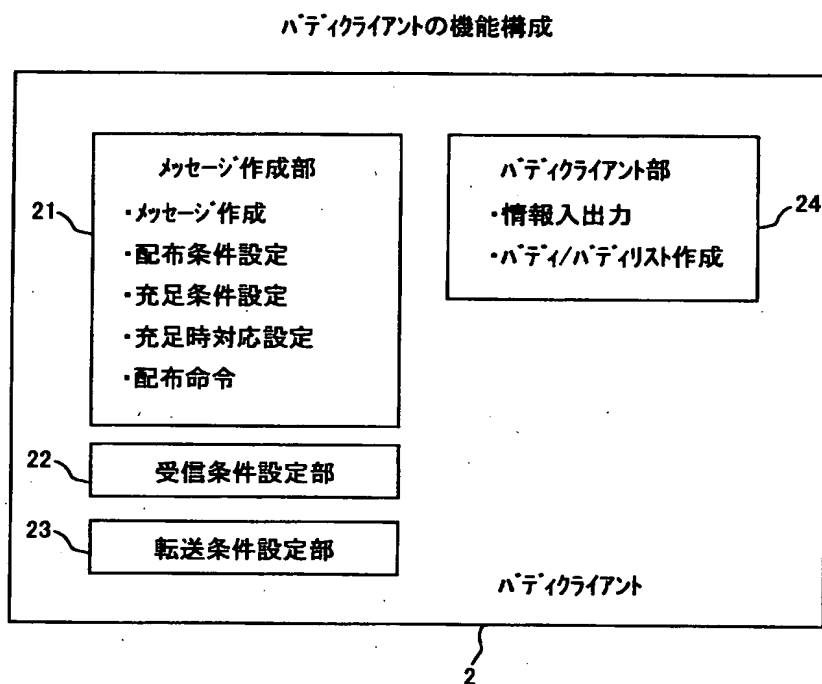 バディクライアントの機能構成
メッセージ作成部
21
・メッセージ作成
・配布条件設定
・充足条件設定
・充足時対応設定
・配布命令
バディクライアント部
24
・情報入出力
・バディ/バディリスト作成
22
受信条件設定部
23
転送条件設定部
バディクライアント
2